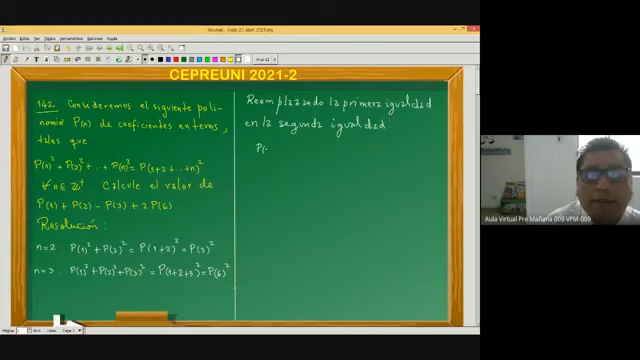 CEPREUNI 2021-2
142. Consideremos el siguiente poli-
nomio P(x) de coeficientes enteros,
tales que
P(1)² + P(2)² + ... + P(n)² = P(1+2+...+n)²
∀ n ∈ Z⁺. Calcule el valor de
P(1) + P(2) - P(3) + 2 P(6).
Resolución:
n=2 : P(1)² + P(2)² = P(1+2)² = P(3)²
n=3 : P(1)² + P(2)² + P(3)² = P(1+2+3)² = P(6)²
Reemplazando la primera igualdad
en la segunda igualdad:
P(
Aula Virtual Pre Mañana 009 VPM-009